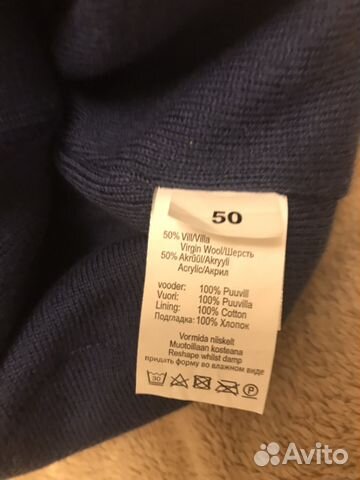 50
50% Vill/Villa
Virgin Wool/Шерсть
50% Akrüül/Akryyli
Acrylic/Акрил
vooder: 100% Puuvill
Vuori: 100% Puuvilla
Lining: 100% Cotton
Подгладка: 100% Хлопок
Vormida niiskelt
Muotoillaan kosteana
Reshape whilst damp
придать форму во влажном виде
30
P
Avito